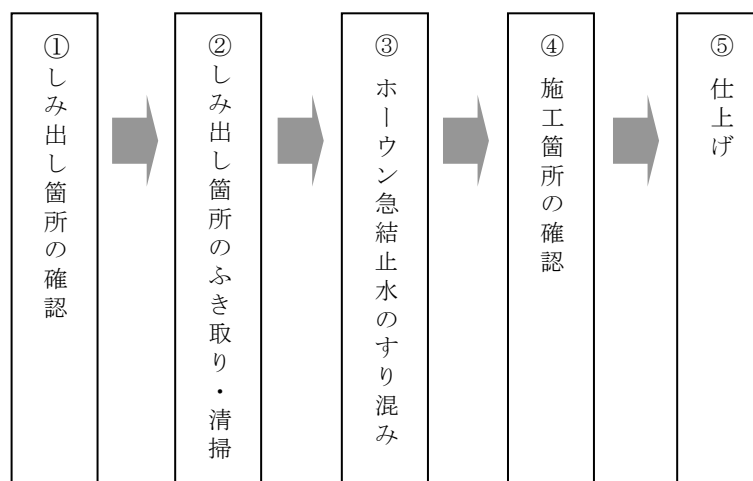 ①しみ出し箇所の確認
②しみ出し箇所のふき取り・清掃
③ホーウン急結止水のすり混み
④施工箇所の確認
⑤仕上げ